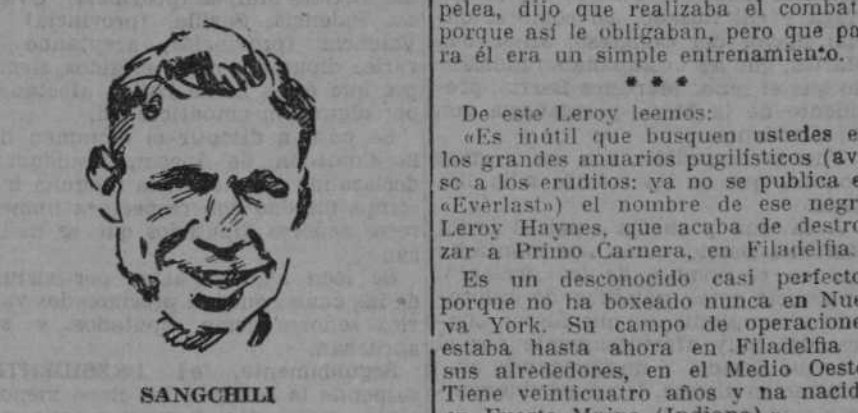 SANGCHILI
pelea, dijo que realizaba el combat
porque así le obligaban, pero que pa
ra él era un simple entrenamiento.
* * *
De este Leroy leemos:
«Es inútil que busquen ustedes e
los grandes anuarios pugilísticos (av
so a los eruditos: ya no se publica e
«Everlast») el nombre de ese negr
Leroy Haynes, que acaba de destro
zar a Primo Carnera, en Filadelfia.
Es un desconocido casi perfecto
porque no ha boxeado nunca en Nue
va York. Su campo de operacione
estaba hasta ahora en Filadelfia
sus alrededores, en el Medio Oeste
Tiene veinticuatro años y ha nacid